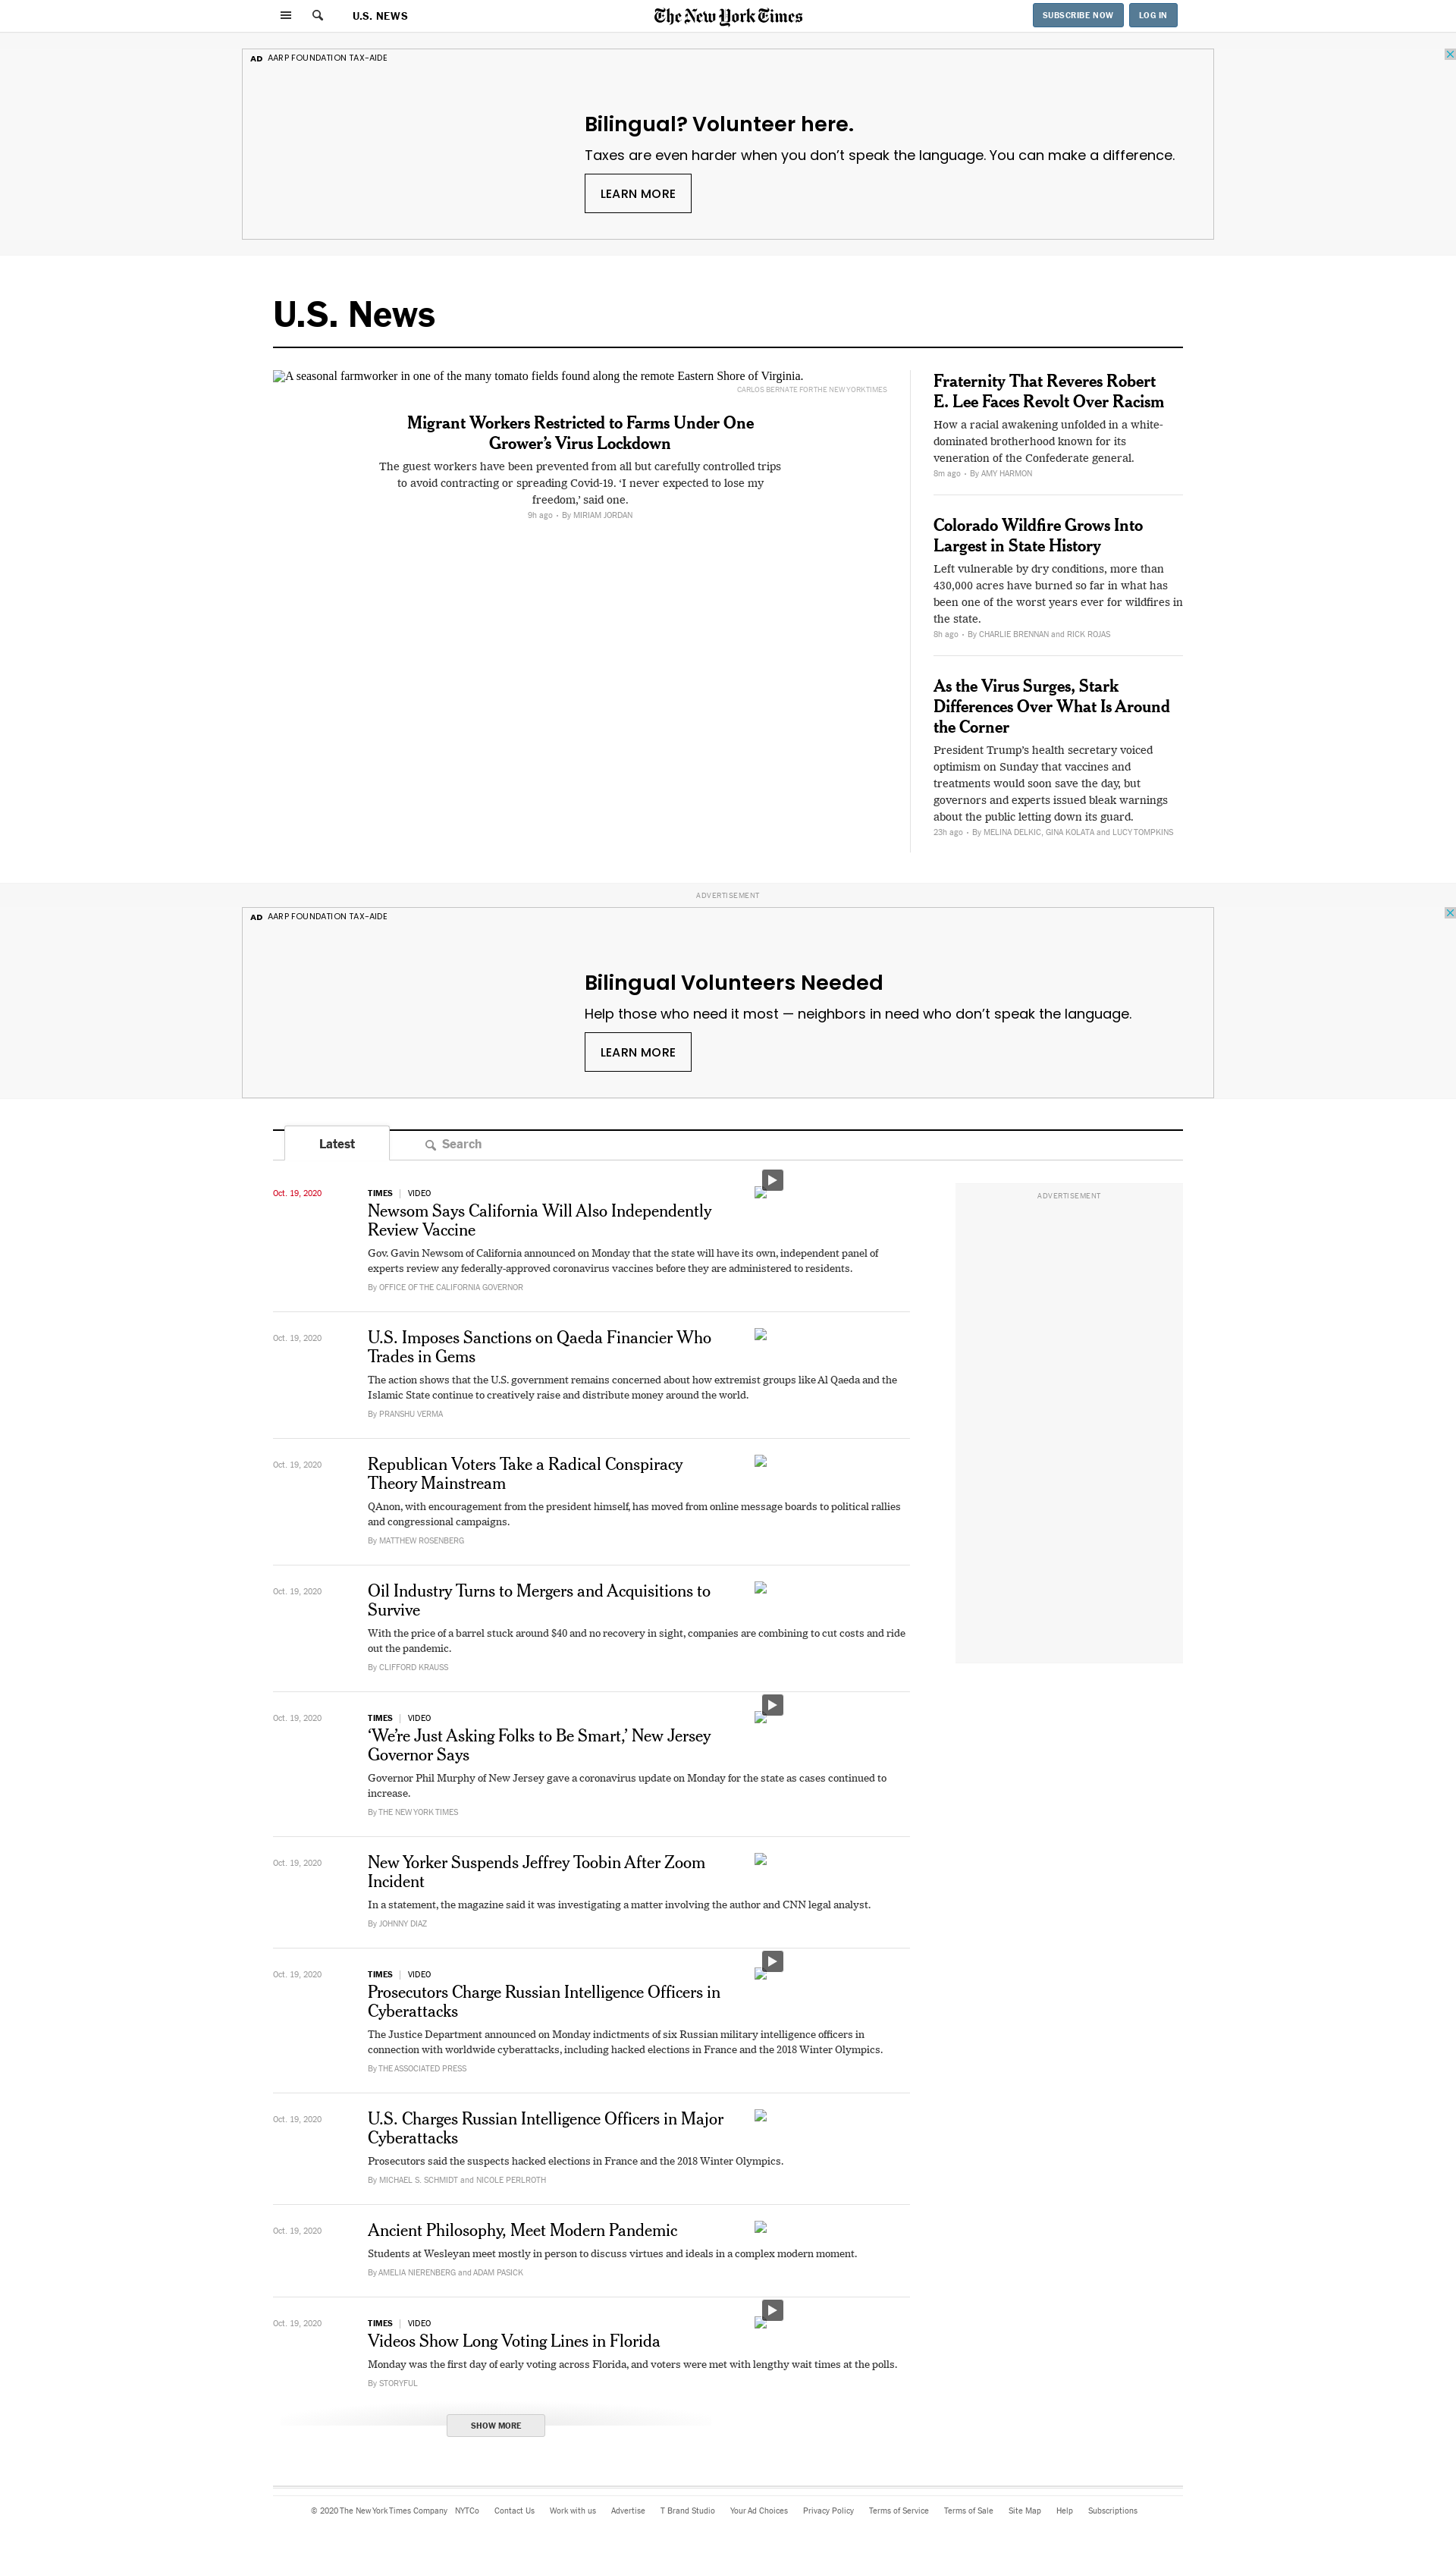 U.S. NEWS
The New York Times
SUBSCRIBE NOW
LOG IN
AD AARP FOUNDATION TAX-AIDE
Bilingual? Volunteer here.
Taxes are even harder when you don’t speak the language. You can make a difference.
LEARN MORE
U.S. News
A seasonal farmworker in one of the many tomato fields found along the remote Eastern Shore of Virginia.
CARLOS BERNATE FOR THE NEW YORK TIMES
Migrant Workers Restricted to Farms Under One
Grower’s Virus Lockdown
The guest workers have been prevented from all but carefully controlled trips
to avoid contracting or spreading Covid-19. ‘I never expected to lose my
freedom,’ said one.
9h ago • By MIRIAM JORDAN
Fraternity That Reveres Robert
E. Lee Faces Revolt Over Racism
How a racial awakening unfolded in a white-
dominated brotherhood known for its
veneration of the Confederate general.
8m ago • By AMY HARMON
Colorado Wildfire Grows Into
Largest in State History
Left vulnerable by dry conditions, more than
430,000 acres have burned so far in what has
been one of the worst years ever for wildfires in
the state.
8h ago • By CHARLIE BRENNAN and RICK ROJAS
As the Virus Surges, Stark
Differences Over What Is Around
the Corner
President Trump’s health secretary voiced
optimism on Sunday that vaccines and
treatments would soon save the day, but
governors and experts issued bleak warnings
about the public letting down its guard.
23h ago • By MELINA DELKIC, GINA KOLATA and LUCY TOMPKINS
ADVERTISEMENT
AD AARP FOUNDATION TAX-AIDE
Bilingual Volunteers Needed
Help those who need it most — neighbors in need who don’t speak the language.
LEARN MORE
Latest
Search
ADVERTISEMENT
Oct. 19, 2020
TIMES | VIDEO
Newsom Says California Will Also Independently
Review Vaccine
Gov. Gavin Newsom of California announced on Monday that the state will have its own, independent panel of
experts review any federally-approved coronavirus vaccines before they are administered to residents.
By OFFICE OF THE CALIFORNIA GOVERNOR
Oct. 19, 2020
U.S. Imposes Sanctions on Qaeda Financier Who
Trades in Gems
The action shows that the U.S. government remains concerned about how extremist groups like Al Qaeda and the
Islamic State continue to creatively raise and distribute money around the world.
By PRANSHU VERMA
Oct. 19, 2020
Republican Voters Take a Radical Conspiracy
Theory Mainstream
QAnon, with encouragement from the president himself, has moved from online message boards to political rallies
and congressional campaigns.
By MATTHEW ROSENBERG
Oct. 19, 2020
Oil Industry Turns to Mergers and Acquisitions to
Survive
With the price of a barrel stuck around $40 and no recovery in sight, companies are combining to cut costs and ride
out the pandemic.
By CLIFFORD KRAUSS
Oct. 19, 2020
TIMES | VIDEO
‘We’re Just Asking Folks to Be Smart,’ New Jersey
Governor Says
Governor Phil Murphy of New Jersey gave a coronavirus update on Monday for the state as cases continued to
increase.
By THE NEW YORK TIMES
Oct. 19, 2020
New Yorker Suspends Jeffrey Toobin After Zoom
Incident
In a statement, the magazine said it was investigating a matter involving the author and CNN legal analyst.
By JOHNNY DIAZ
Oct. 19, 2020
TIMES | VIDEO
Prosecutors Charge Russian Intelligence Officers in
Cyberattacks
The Justice Department announced on Monday indictments of six Russian military intelligence officers in
connection with worldwide cyberattacks, including hacked elections in France and the 2018 Winter Olympics.
By THE ASSOCIATED PRESS
Oct. 19, 2020
U.S. Charges Russian Intelligence Officers in Major
Cyberattacks
Prosecutors said the suspects hacked elections in France and the 2018 Winter Olympics.
By MICHAEL S. SCHMIDT and NICOLE PERLROTH
Oct. 19, 2020
Ancient Philosophy, Meet Modern Pandemic
Students at Wesleyan meet mostly in person to discuss virtues and ideals in a complex modern moment.
By AMELIA NIERENBERG and ADAM PASICK
Oct. 19, 2020
TIMES | VIDEO
Videos Show Long Voting Lines in Florida
Monday was the first day of early voting across Florida, and voters were met with lengthy wait times at the polls.
By STORYFUL
SHOW MORE
© 2020 The New York Times Company NYTCo Contact Us Work with us Advertise T Brand Studio Your Ad Choices Privacy Policy Terms of Service Terms of Sale Site Map Help Subscriptions